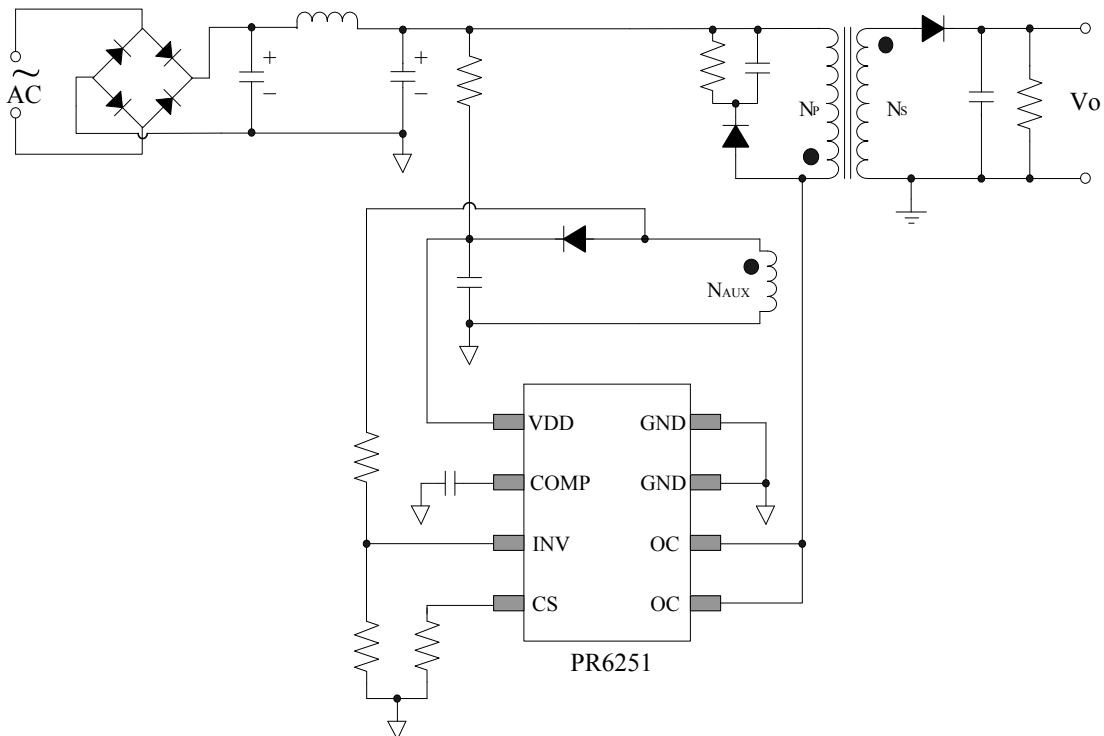 ~
AC
+
−
+
−
NP
NS
Vo
NAUX
VDD
GND
COMP
GND
INV
OC
CS
OC
PR6251